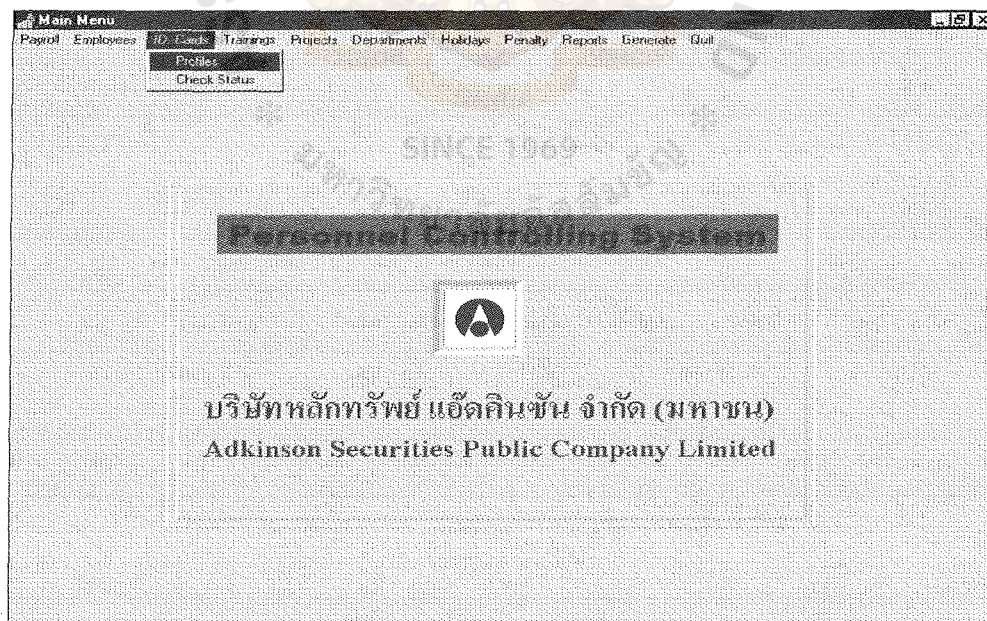 Main Menu
Payroll Employees ID Cards Trainings Projects Departments Holidays Penalty Reports Generate Quit
Profiles
Check Status
SINCE 1969
Personnel Controlling System
บริษัทหลักทรัพย์ แอ๊ดคินซัน จำกัด (มหาชน)
Adkinson Securities Public Company Limited